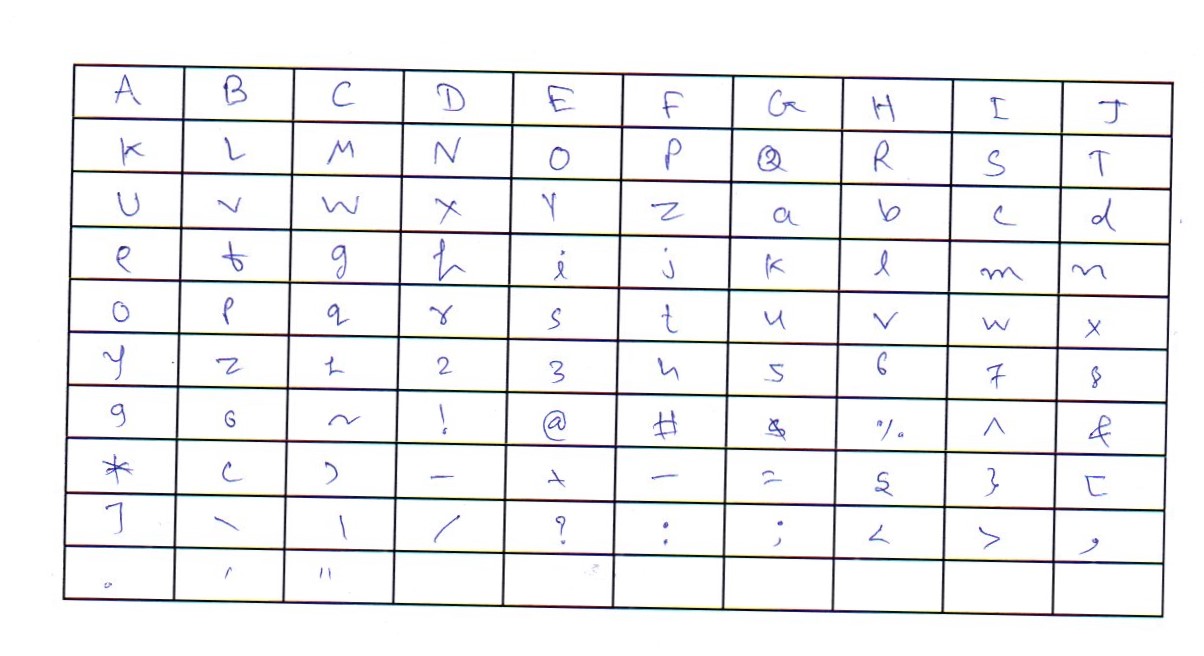 A B C D E F G H I J
K L M N O P Q R S T
U V W X Y Z a b c d
e f g h i j k l m n
o p q r s t u v w x
y z 1 2 3 4 5 6 7 8
9 0 ~ ! @ # $ % ^ &
* ( ) _ + - = { } [
] \ | / ? : ; < > ,
. ' "